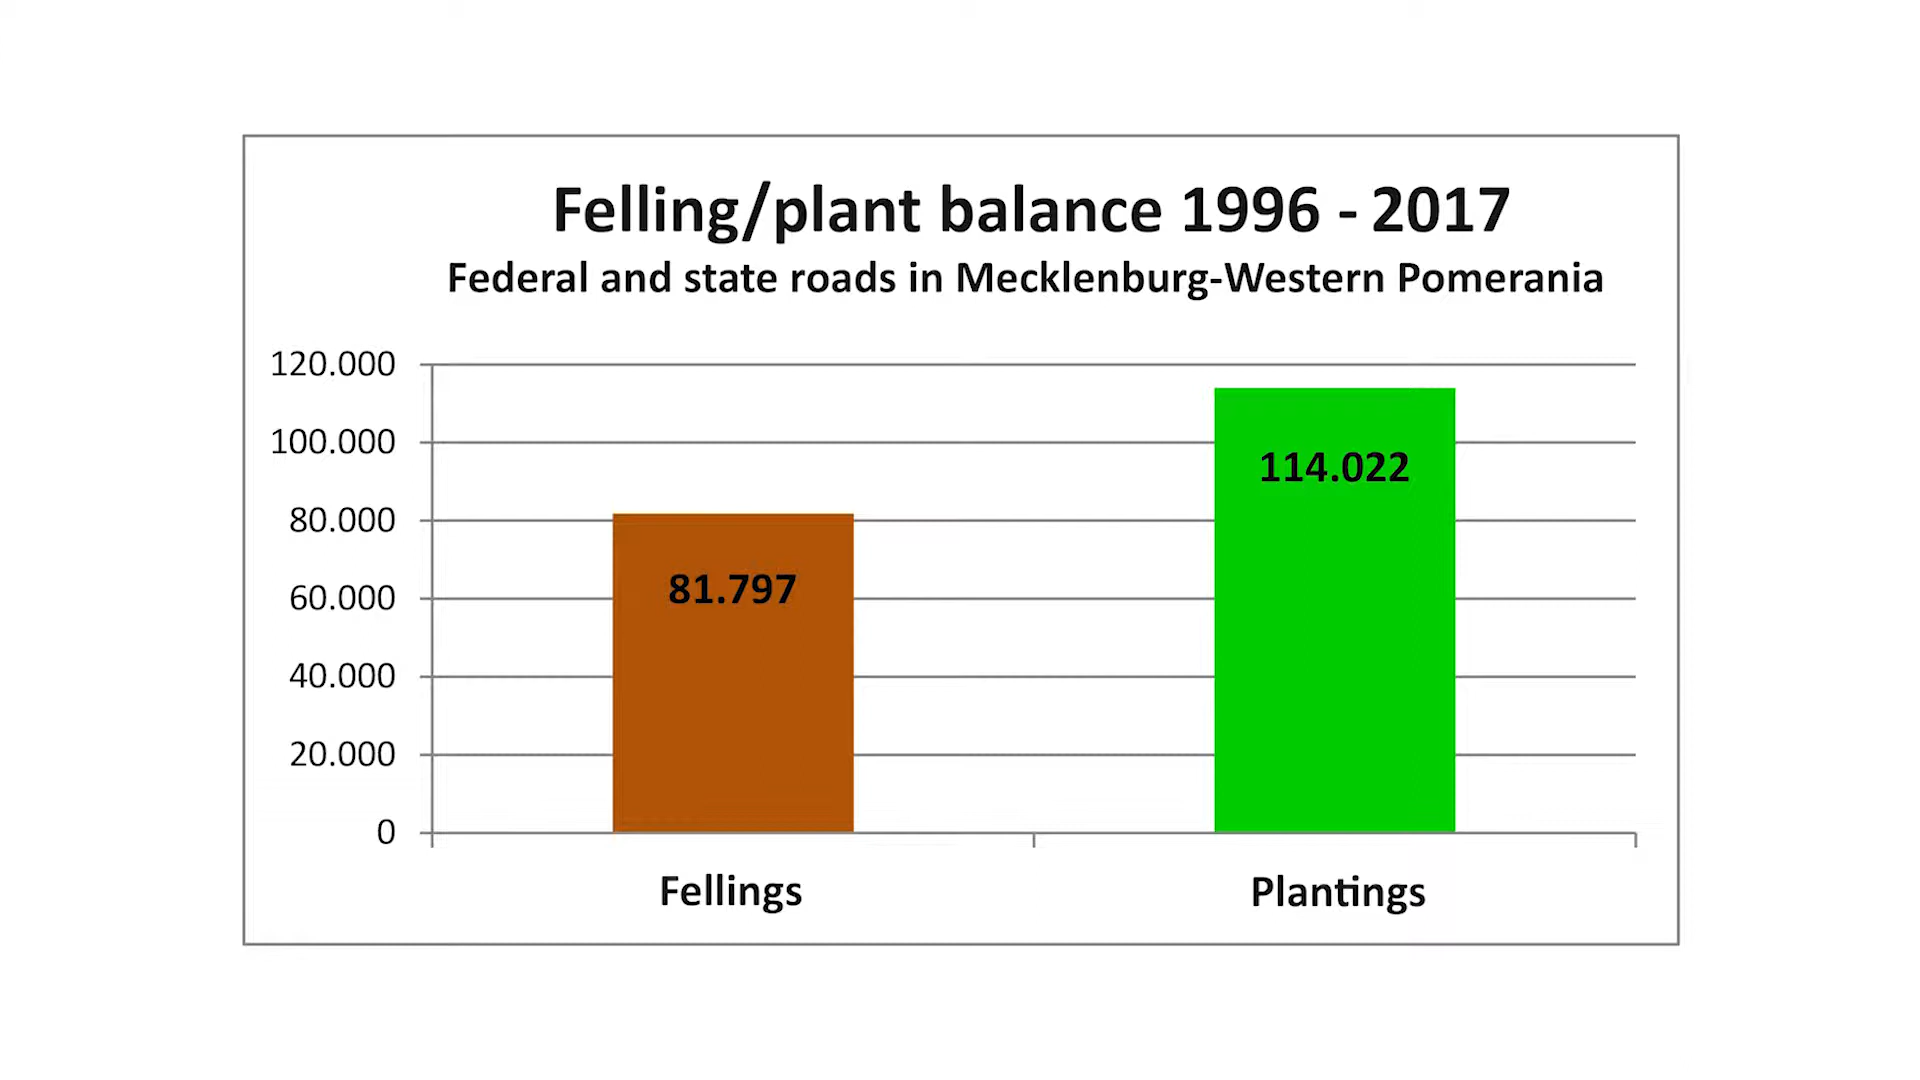 Felling/plant balance 1996 - 2017
Federal and state roads in Mecklenburg-Western Pomerania
120.000
100.000
80.000
60.000
40.000
20.000
0
81.797
114.022
Fellings
Plantings